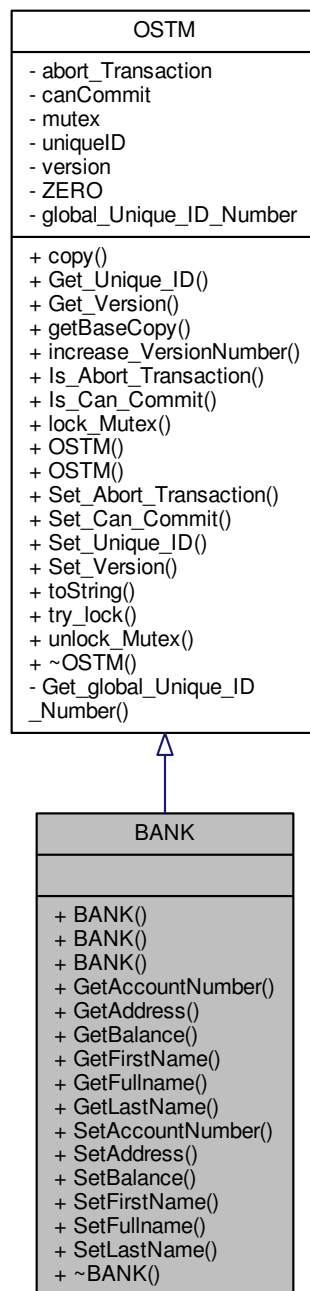 OSTM
- abort_Transaction
- canCommit
- mutex
- uniqueID
- version
- ZERO
- global_Unique_ID_Number
+ copy()
+ Get_Unique_ID()
+ Get_Version()
+ getBaseCopy()
+ increase_VersionNumber()
+ Is_Abort_Transaction()
+ Is_Can_Commit()
+ lock_Mutex()
+ OSTM()
+ OSTM()
+ Set_Abort_Transaction()
+ Set_Can_Commit()
+ Set_Unique_ID()
+ Set_Version()
+ toString()
+ try_lock()
+ unlock_Mutex()
+ ~OSTM()
- Get_global_Unique_ID
_Number()
BANK
+ BANK()
+ BANK()
+ BANK()
+ GetAccountNumber()
+ GetAddress()
+ GetBalance()
+ GetFirstName()
+ GetFullname()
+ GetLastName()
+ SetAccountNumber()
+ SetAddress()
+ SetBalance()
+ SetFirstName()
+ SetFullname()
+ SetLastName()
+ ~BANK()